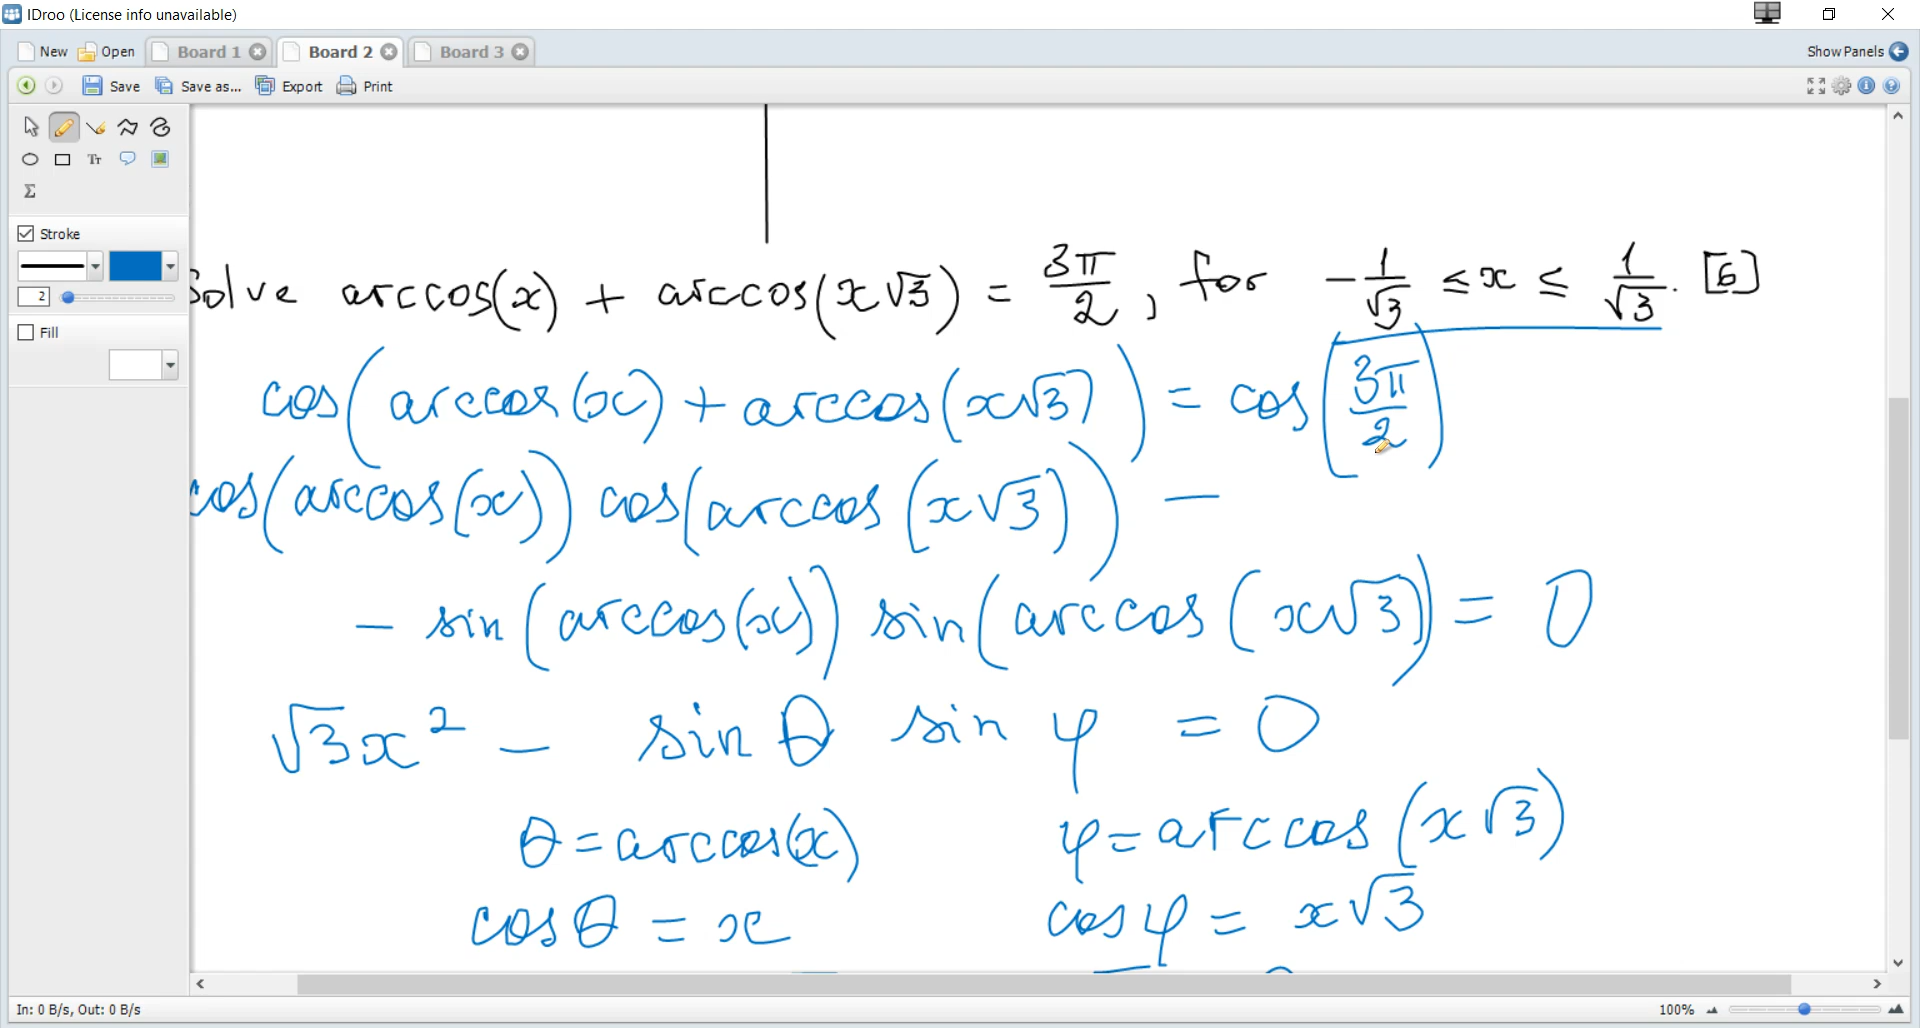 IDroo (License info unavailable)
New Open Board 1 Board 2 Board 3 Show Panels
Save Save as... Export Print
Stroke
2
Fill
Solve arccos(x) + arccos(x√3) = 3π/2, for -1/√3 ≤ x ≤ 1/√3. [6]
cos(arccos(x) + arccos(x√3)) = cos(3π/2)
cos(arccos(x)) cos(arccos(x√3)) −
− sin(arccos(x)) sin(arccos(x√3)) = 0
√3x² − sin θ sin φ = 0
θ = arccos(x) φ = arccos(x√3)
cos θ = x cos φ = x√3
In: 0 B/s, Out: 0 B/s 100%